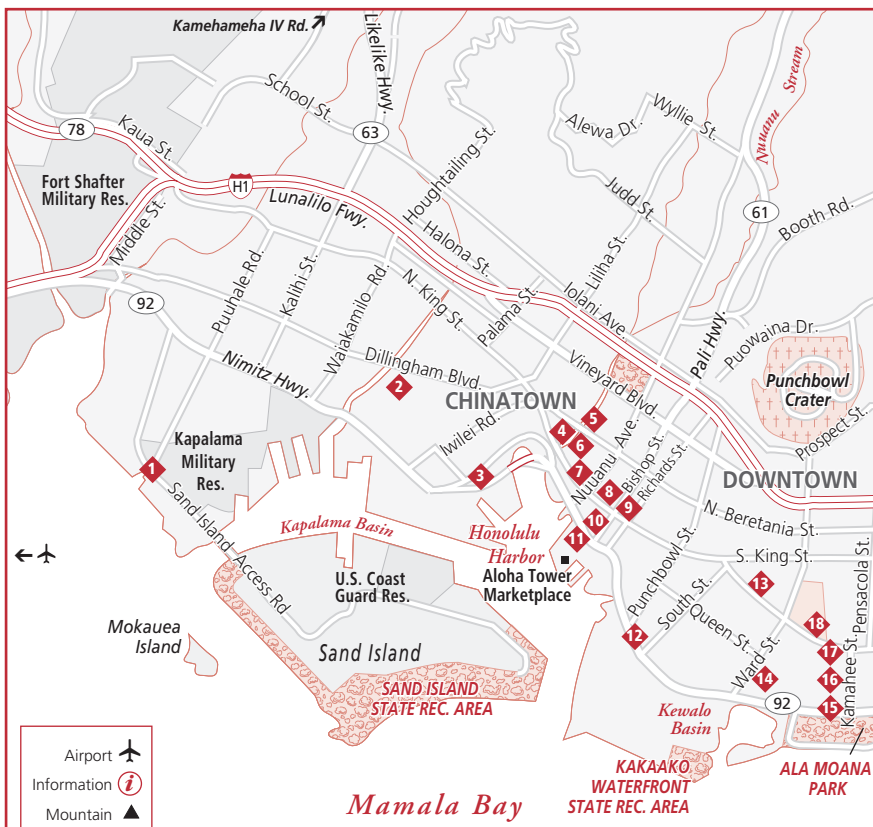 Kamehameha IV Rd.
Likelike Hwy.
School St.
63
78
Kaua St.
Fort Shafter
Military Res.
Middle St.
H1
Lunalilo Fwy.
Houghtailing St.
Halona St.
Alewa Dr.
Wyllie St.
Judd St.
Nuuanu Stream
61
Booth Rd.
Liliha St.
Iolani Ave.
Pali Hwy.
Puowaina Dr.
Punchbowl
Crater
Prospect St.
92
Puuhale Rd.
Kalihi St.
Waiakamilo Rd.
N. King St.
Palama St.
Nimitz Hwy.
Dillingham Blvd.
Vineyard Blvd.
2
CHINATOWN
5
4
6
Iwilei Rd.
7
3
Nuuanu Ave.
Bishop St.
Richards St.
8
9
10
11
DOWNTOWN
N. Beretania St.
S. King St.
Kapalama
Military
Res.
1
Sand Island Access Rd
Kapalama Basin
Honolulu
Harbor
Aloha Tower
Marketplace
U.S. Coast
Guard Res.
Punchbowl St.
South St.
Queen St.
Ward St.
Pensacola St.
Kamahee St.
13
18
17
12
14
16
15
92
Mokauea
Island
Sand Island
SAND ISLAND
STATE REC. AREA
Kewalo
Basin
KAKAAKO
WATERFRONT
STATE REC. AREA
ALA MOANA
PARK
Mamala Bay
Airport
Information i
Mountain